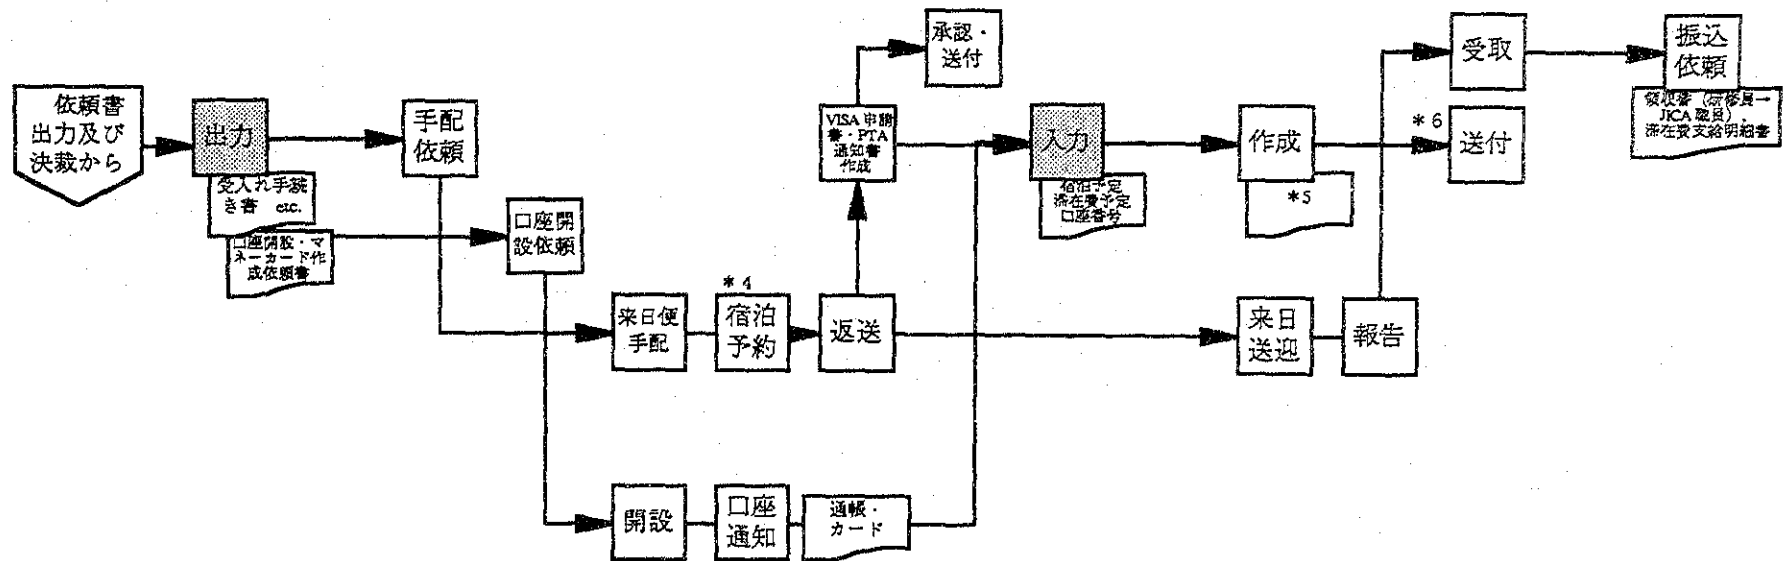 依頼書
出力及び
決裁から
出力
受入れ手続
き書 etc.
口座開設・マ
ネーカード作
成依頼書
手配
依頼
口座開
設依頼
来日便
手配
*4
宿泊
予約
返送
開設
口座
通知
通帳・
カード
VISA申請
書・PTA
通知書
作成
承認・
送付
入力
宿泊予定
滞在費予定
口座番号
作成
*5
来日
送迎
報告
受取
*6
送付
振込
依頼
領収書（研修員→
JICA職員）．
滞在費支給明細書